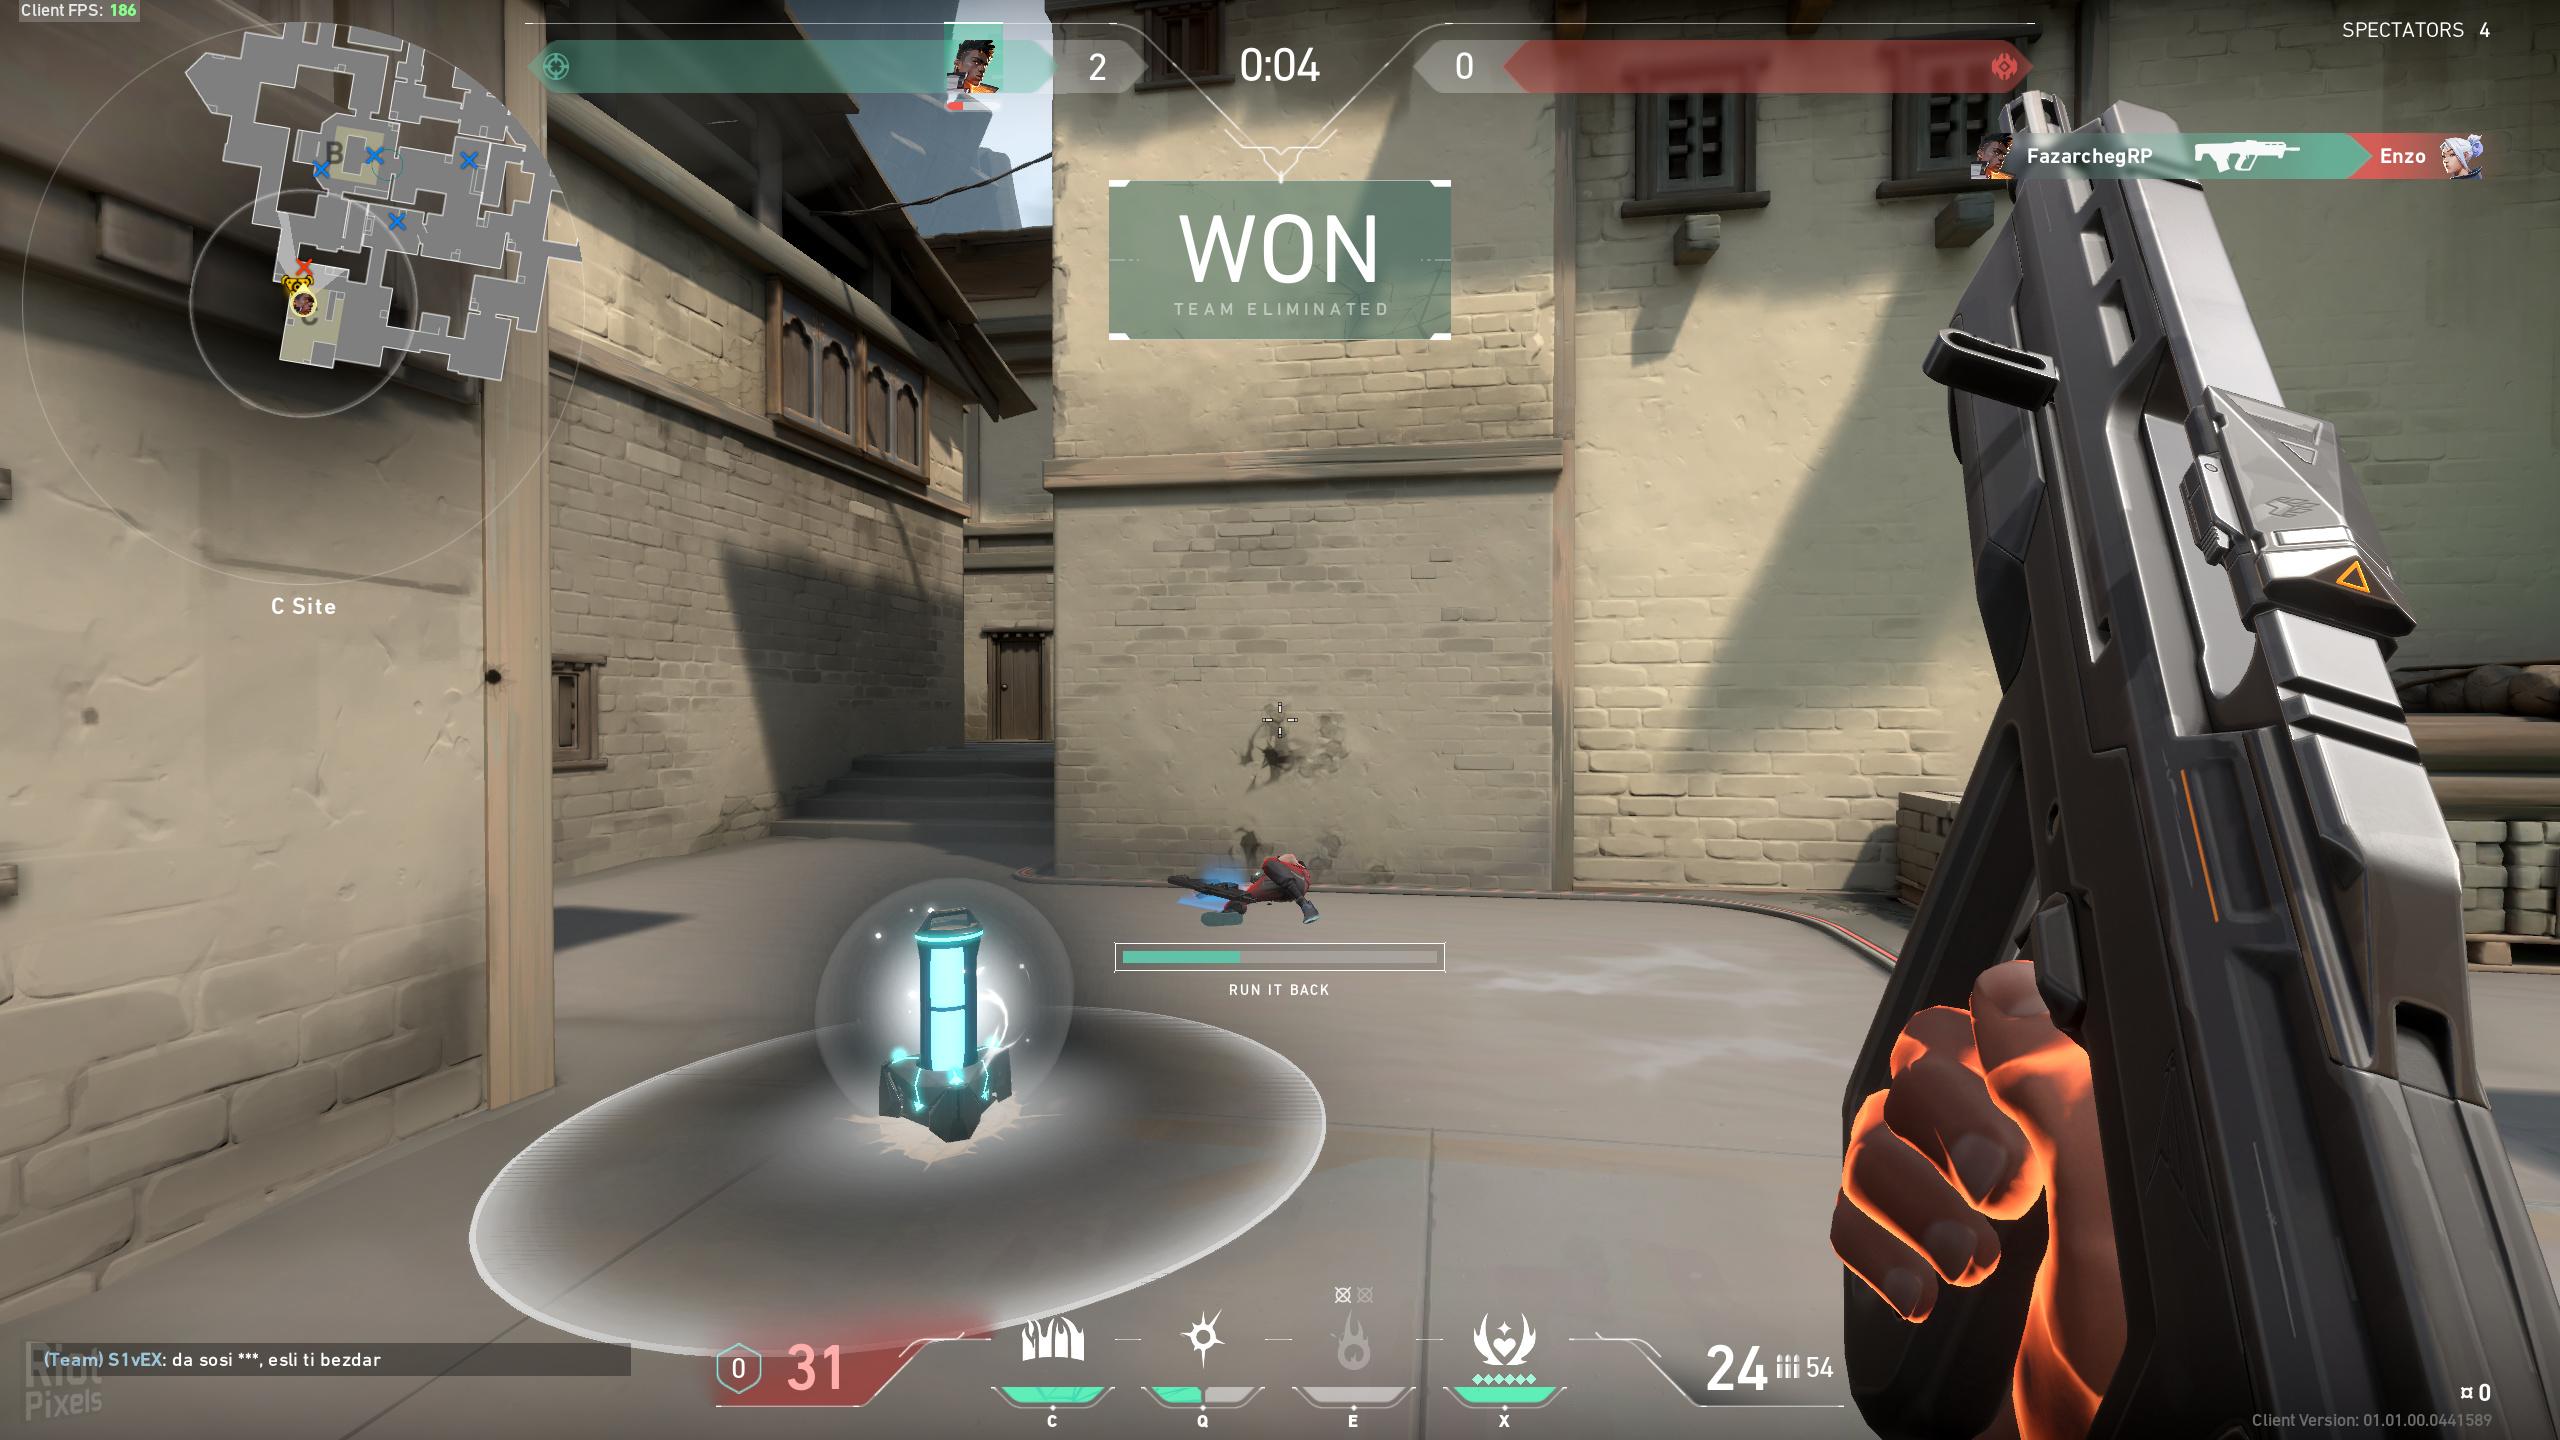 Client FPS: 186
SPECTATORS 4
2
0:04
0
FazarchegRP
Enzo
B
WON
TEAM ELIMINATED
C
C Site
RUN IT BACK
(Team) S1vEX: da sosi ***, esli ti bezdar
Riot
Pixels
0
31
24
54
C
Q
E
X
¤ 0
Client Version: 01.01.00.0441589